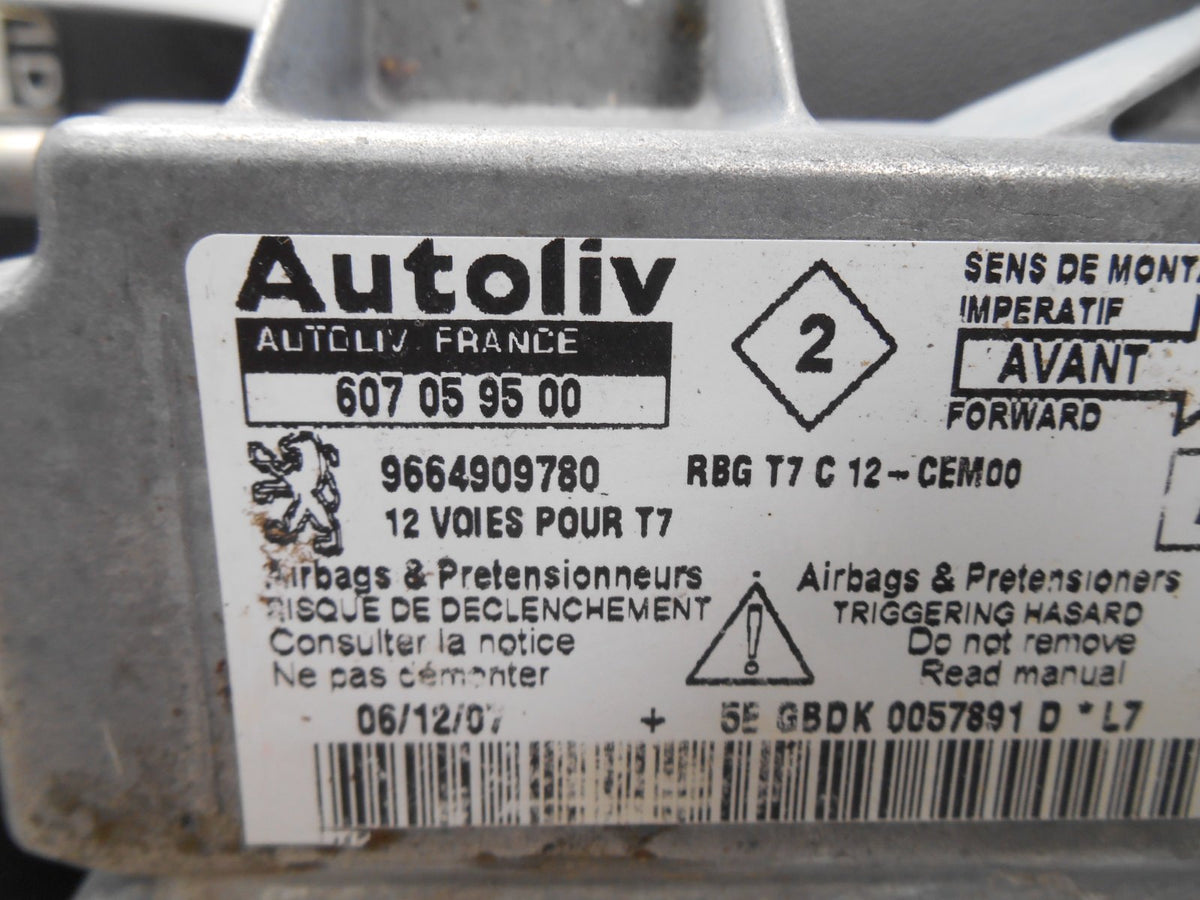 Autoliv
AUTOLIV FRANCE
607 05 95 00
2
SENS DE
IMPERATIF
AVANT
FORWARD
9664909780
RBG T7 C 12-CEM00
12 VOIES POUR T7
Airbags & Pretensionneurs
RISQUE DE DECLENCHEMENT
Consulter la notice
Ne pas démonter
!
Airbags & Pretensioners
TRIGGERING HASARD
Do not remove
Read manual
06/12/07 + 5E GBDK 0057891 D * L7